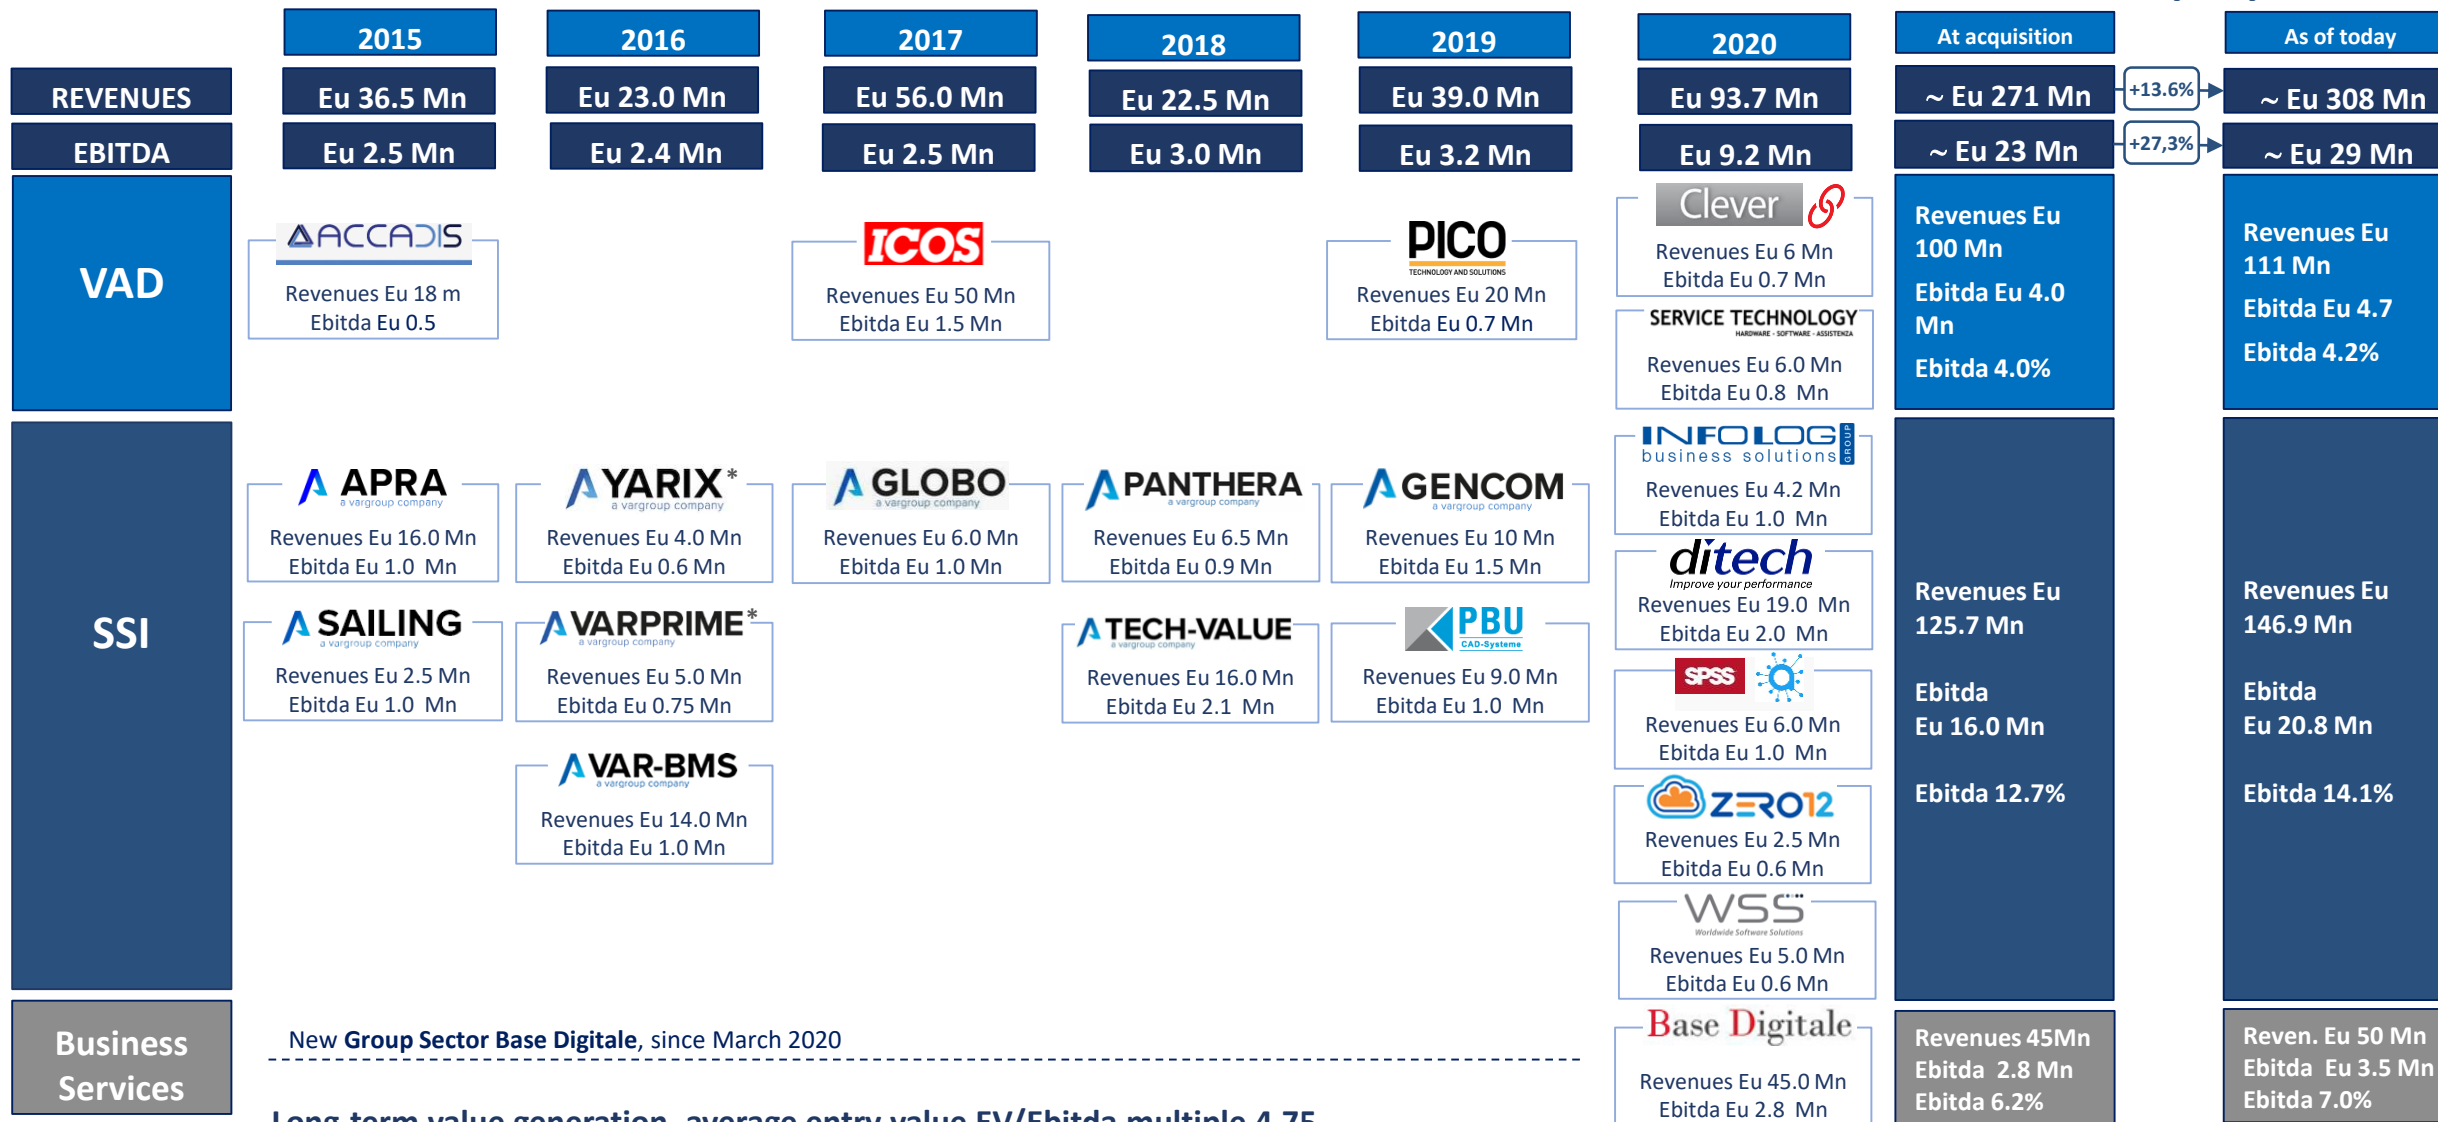 2015
2016
2017
2018
2019
2020
At acquisition
As of today
REVENUES
Eu 36.5 Mn
Eu 23.0 Mn
Eu 56.0 Mn
Eu 22.5 Mn
Eu 39.0 Mn
Eu 93.7 Mn
~ Eu 271 Mn
+13.6%
~ Eu 308 Mn
EBITDA
Eu 2.5 Mn
Eu 2.4 Mn
Eu 2.5 Mn
Eu 3.0 Mn
Eu 3.2 Mn
Eu 9.2 Mn
~ Eu 23 Mn
+27,3%
~ Eu 29 Mn
VAD
ACCADIS
Revenues Eu 18 m
Ebitda Eu 0.5
ICOS
Revenues Eu 50 Mn
Ebitda Eu 1.5 Mn
PICO
TECHNOLOGY AND SOLUTIONS
Revenues Eu 20 Mn
Ebitda Eu 0.7 Mn
Clever
Revenues Eu 6 Mn
Ebitda Eu 0.7 Mn
SERVICE TECHNOLOGY
HARDWARE - SOFTWARE - ASSISTENZA
Revenues Eu 6.0 Mn
Ebitda Eu 0.8 Mn
Revenues Eu
100 Mn
Ebitda Eu 4.0
Mn
Ebitda 4.0%
Revenues Eu
111 Mn
Ebitda Eu 4.7
Ebitda 4.2%
SSI
APRA
a vargroup company
Revenues Eu 16.0 Mn
Ebitda Eu 1.0 Mn
SAILING
a vargroup company
Revenues Eu 2.5 Mn
Ebitda Eu 1.0 Mn
YARIX*
a vargroup company
Revenues Eu 4.0 Mn
Ebitda Eu 0.6 Mn
VARPRIME*
a vargroup company
Revenues Eu 5.0 Mn
Ebitda Eu 0.75 Mn
VAR-BMS
a vargroup company
Revenues Eu 14.0 Mn
Ebitda Eu 1.0 Mn
GLOBO
a vargroup company
Revenues Eu 6.0 Mn
Ebitda Eu 1.0 Mn
PANTHERA
a vargroup company
Revenues Eu 6.5 Mn
Ebitda Eu 0.9 Mn
TECH-VALUE
a vargroup company
Revenues Eu 16.0 Mn
Ebitda Eu 2.1 Mn
GENCOM
a vargroup company
Revenues Eu 10 Mn
Ebitda Eu 1.5 Mn
PBU
CAD-Systeme
Revenues Eu 9.0 Mn
Ebitda Eu 1.0 Mn
INFOLOG GROUP
business solutions
Revenues Eu 4.2 Mn
Ebitda Eu 1.0 Mn
ditech
Improve your performance
Revenues Eu 19.0 Mn
Ebitda Eu 2.0 Mn
SPSS
Revenues Eu 6.0 Mn
Ebitda Eu 1.0 Mn
ZERO12
Revenues Eu 2.5 Mn
Ebitda Eu 0.6 Mn
WSS
Worldwide Software Solutions
Revenues Eu 5.0 Mn
Ebitda Eu 0.6 Mn
Revenues Eu
125.7 Mn
Ebitda
Eu 16.0 Mn
Ebitda 12.7%
Revenues Eu
146.9 Mn
Ebitda
Eu 20.8 Mn
Ebitda 14.1%
Business
Services
New Group Sector Base Digitale, since March 2020
Base Digitale
Revenues Eu 45.0 Mn
Ebitda Eu 2.8 Mn
Revenues 45Mn
Ebitda 2.8 Mn
Ebitda 6.2%
Reven. Eu 50 Mn
Ebitda Eu 3.5 Mn
Ebitda 7.0%
Long-term value generation, average entry value EV/Ebitda multiple 4.75